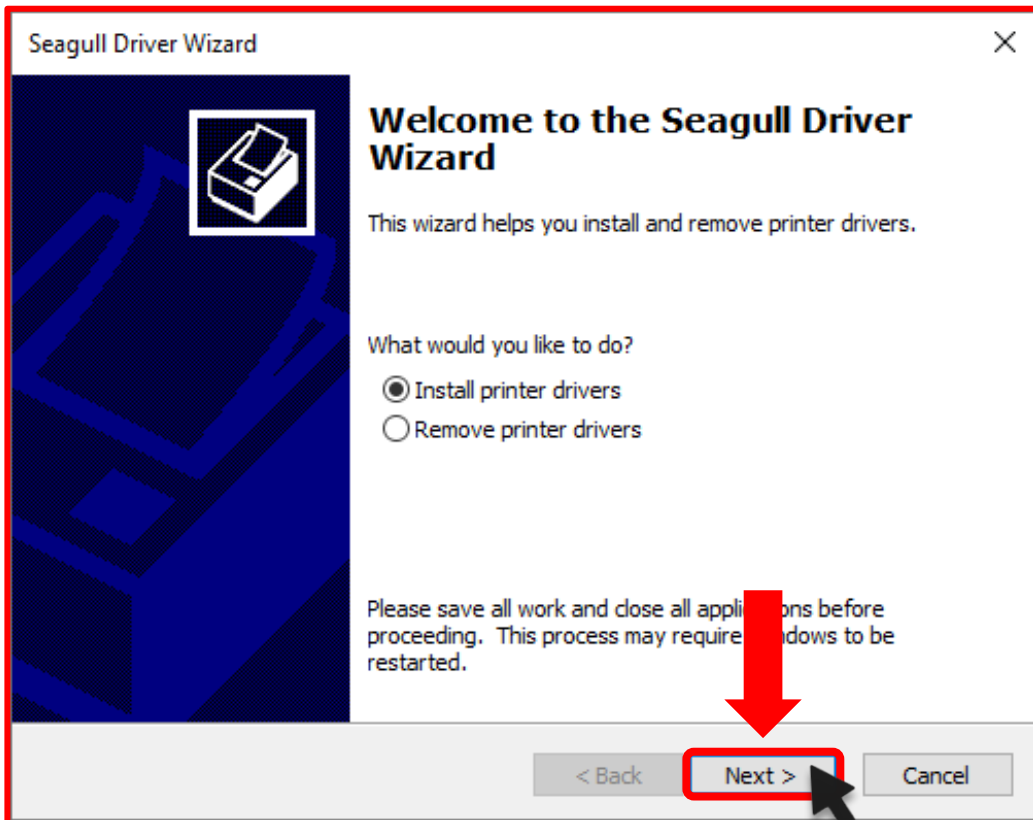 Seagull Driver Wizard
Welcome to the Seagull Driver
Wizard
This wizard helps you install and remove printer drivers.
What would you like to do?
Install printer drivers
Remove printer drivers
Please save all work and close all appli ons before
proceeding. This process may require ndows to be
restarted.
< Back
Next >
Cancel